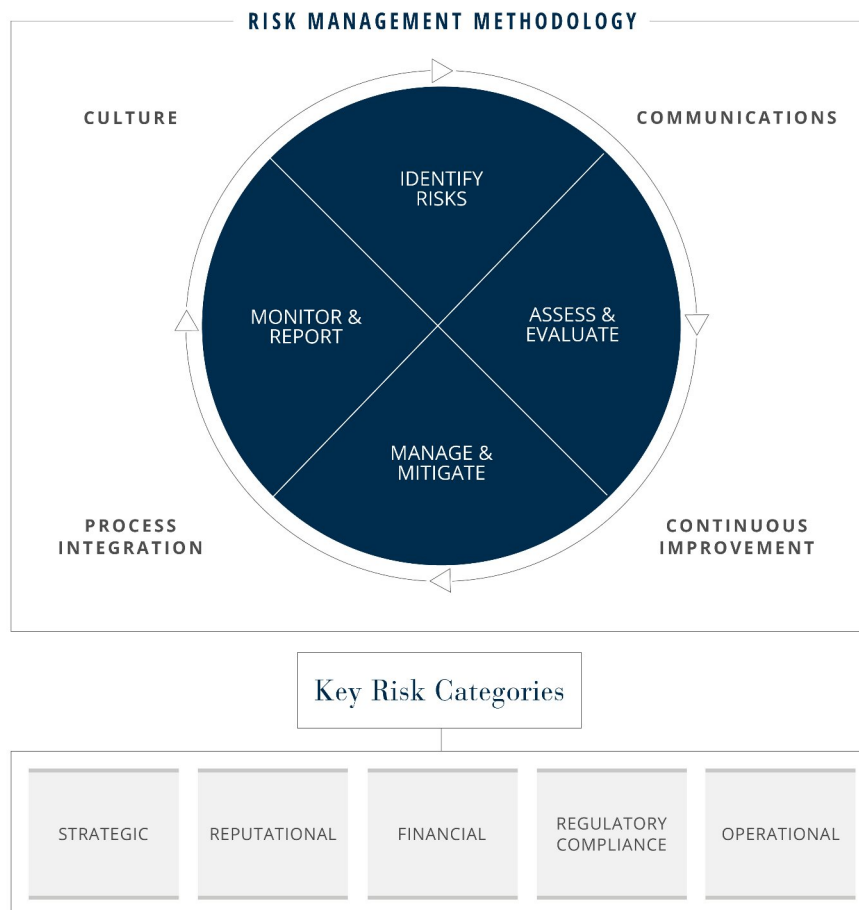 RISK MANAGEMENT METHODOLOGY
CULTURE
COMMUNICATIONS
IDENTIFY
RISKS
MONITOR &
REPORT
ASSESS &
EVALUATE
MANAGE &
MITIGATE
PROCESS
INTEGRATION
CONTINUOUS
IMPROVEMENT
Key Risk Categories
STRATEGIC
REPUTATIONAL
FINANCIAL
REGULATORY
COMPLIANCE
OPERATIONAL